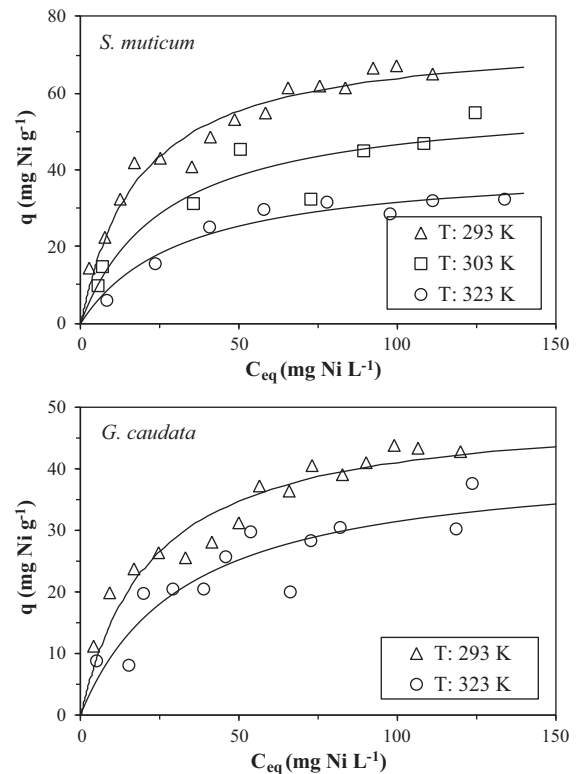 S. muticum
80
60
40
20
0
q (mg Ni g⁻¹)
T: 293 K
T: 303 K
T: 323 K
0 50 100 150
C_eq (mg Ni L⁻¹)
G. caudata
50
40
30
20
10
0
q (mg Ni g⁻¹)
T: 293 K
T: 323 K
0 50 100 150
C_eq (mg Ni L⁻¹)